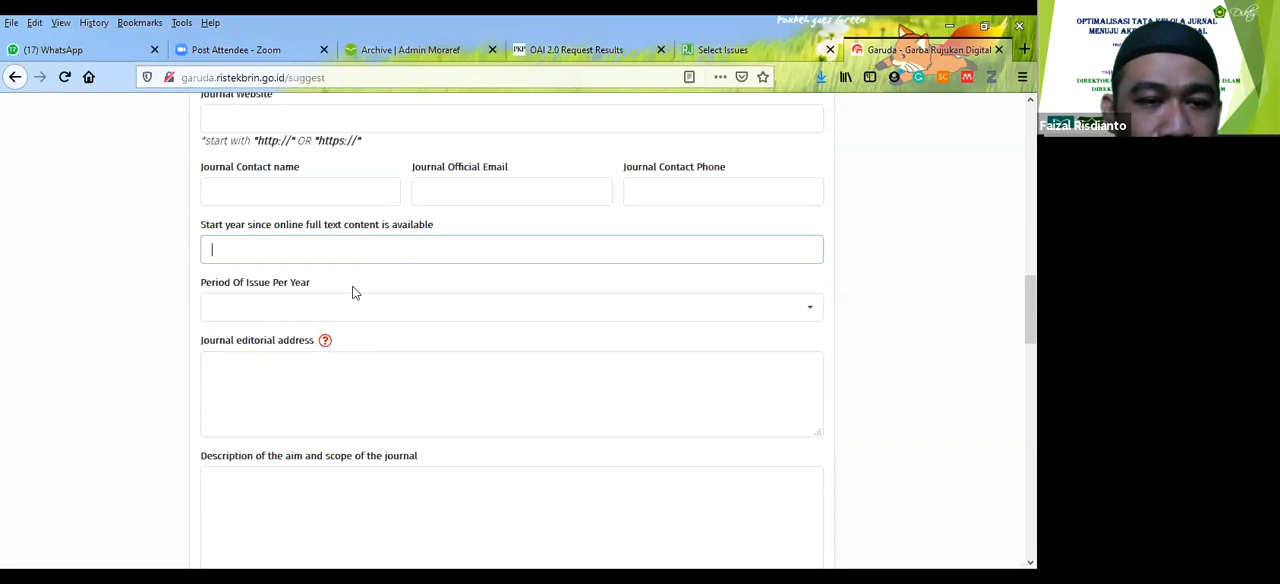 File Edit View History Bookmarks Tools Help
(17) WhatsApp
Post Attendee - Zoom
Archive | Admin Moraref
OAI 2.0 Request Results
Select Issues
Garuda - Garba Rujukan Digital
garuda.ristekbrin.go.id/suggest
Journal Website
*start with "http://" OR "https://"
Journal Contact name Journal Official Email Journal Contact Phone
Start year since online full text content is available
Period Of Issue Per Year
Journal editorial address ?
Description of the aim and scope of the journal
OPTIMALISASI TATA KELOLA JURNAL
Faizal Risdianto